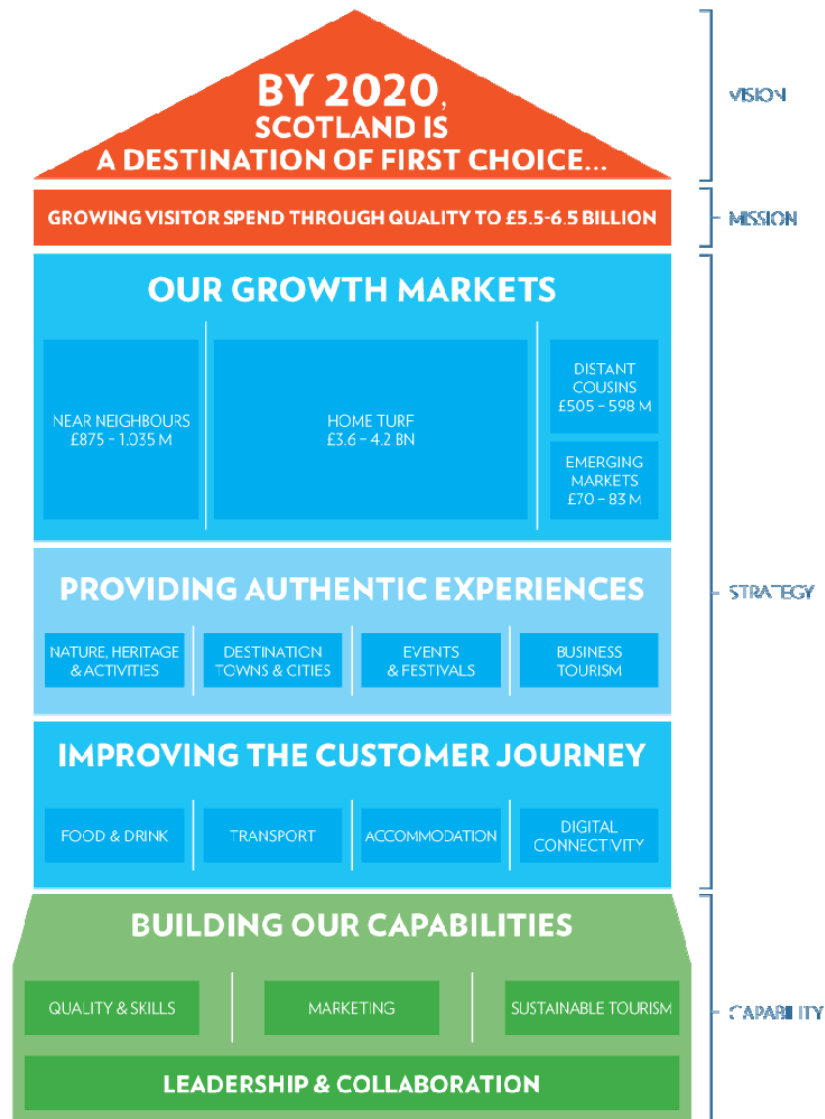 BY 2020,
SCOTLAND IS
A DESTINATION OF FIRST CHOICE...
VISION
GROWING VISITOR SPEND THROUGH QUALITY TO £5.5-6.5 BILLION
MISSION
OUR GROWTH MARKETS
NEAR NEIGHBOURS
£875 – 1.035 M
HOME TURF
£3.6 – 4.2 BN
DISTANT
COUSINS
£505 – 598 M
EMERGING
MARKETS
£70 – 83 M
PROVIDING AUTHENTIC EXPERIENCES
STRATEGY
NATURE, HERITAGE
& ACTIVITIES
DESTINATION
TOWNS & CITIES
EVENTS
& FESTIVALS
BUSINESS
TOURISM
IMPROVING THE CUSTOMER JOURNEY
FOOD & DRINK
TRANSPORT
ACCOMMODATION
DIGITAL
CONNECTIVITY
BUILDING OUR CAPABILITIES
QUALITY & SKILLS
MARKETING
SUSTAINABLE TOURISM
CAPABILITY
LEADERSHIP & COLLABORATION